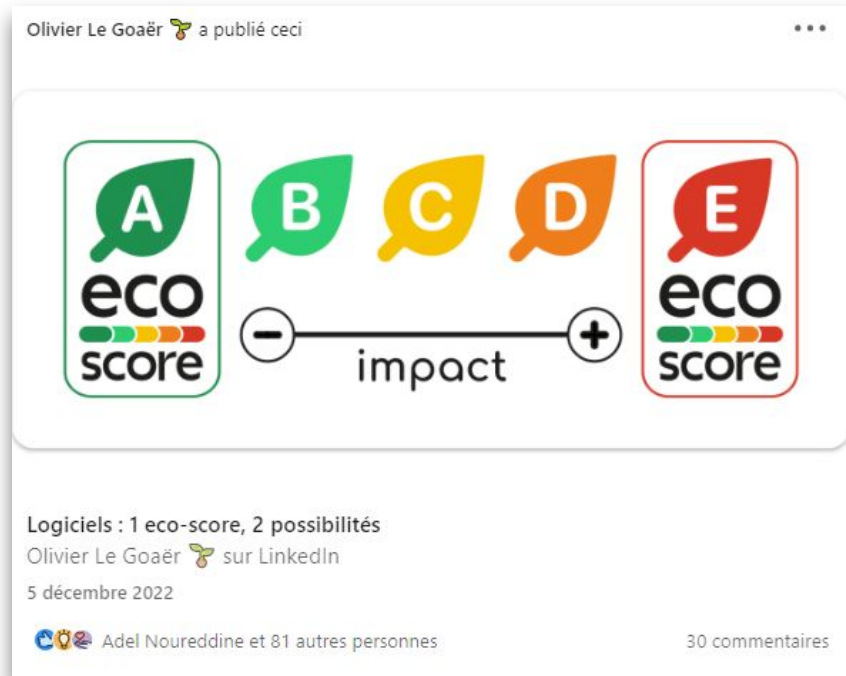 Olivier Le Goaër a publié ceci
A B C D E
eco score
impact
eco score
Logiciels : 1 eco-score, 2 possibilités
Olivier Le Goaër sur LinkedIn
5 décembre 2022
Adel Noureddine et 81 autres personnes 30 commentaires